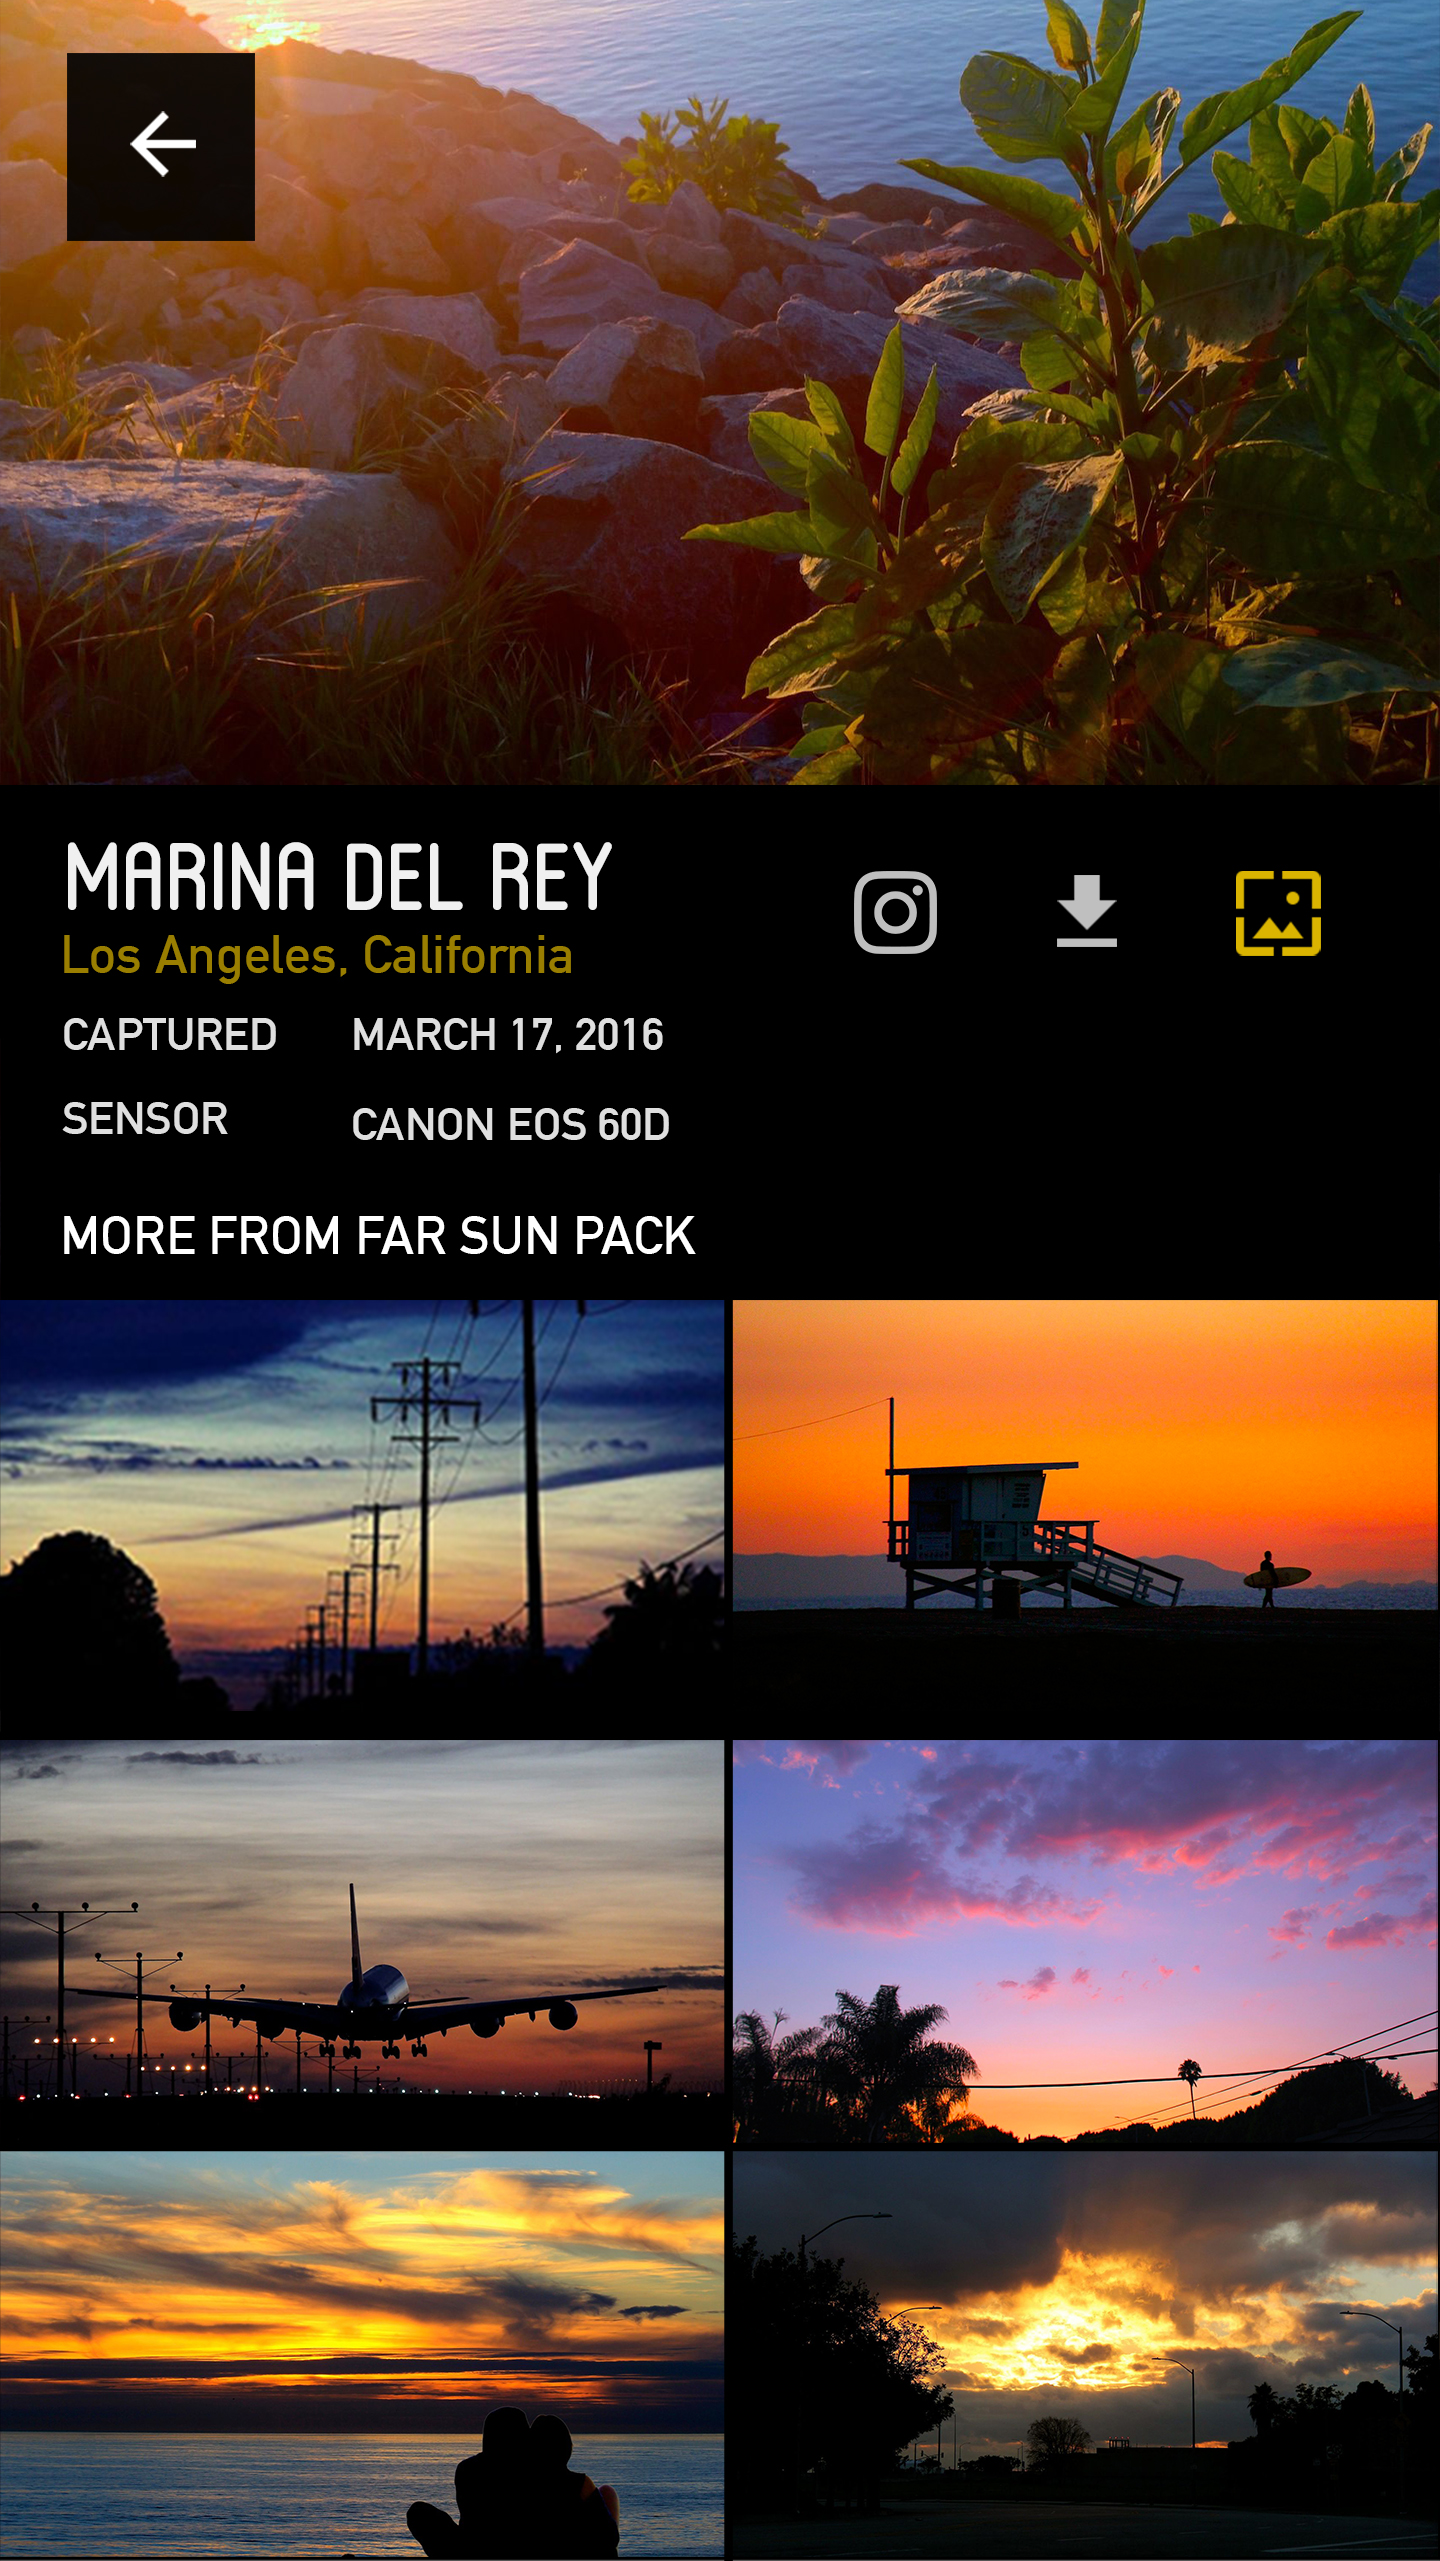 MARINA DEL REY
Los Angeles, California
CAPTURED MARCH 17, 2016
SENSOR CANON EOS 60D
MORE FROM FAR SUN PACK